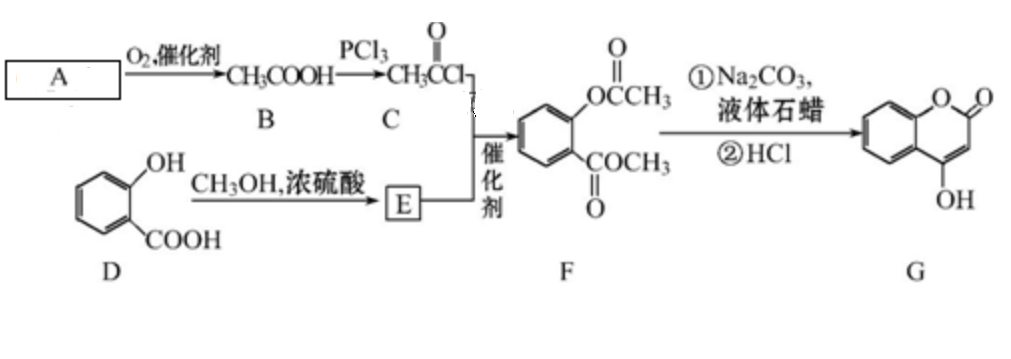 A
O₂,催化剂
CH₃COOH
B
PCl₃
O
CH₃CCl
C
OH
COOH
D
CH₃OH,浓硫酸
E
催
化
剂
O
OCCH₃
COCH₃
O
F
①Na₂CO₃,
液体石蜡
②HCl
O
O
OH
G